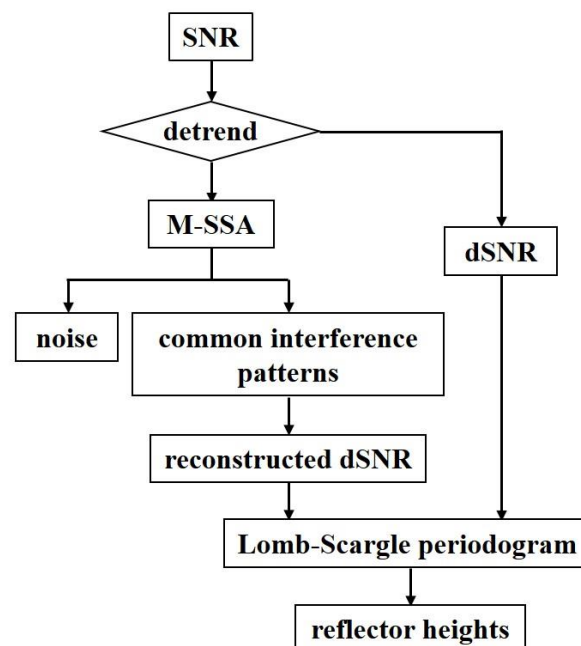 SNR
detrend
M-SSA
dSNR
noise
common interference
patterns
reconstructed dSNR
Lomb-Scargle periodogram
reflector heights